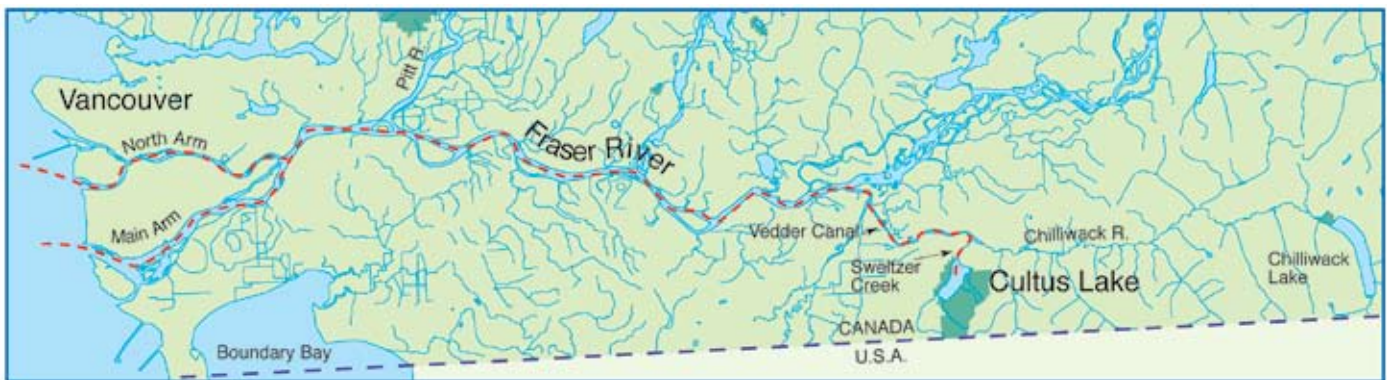 Vancouver
North Arm
Main Arm
Pitt R.
Fraser River
Vedder Canal
Sweltzer
Creek
Chilliwack R.
Cultus Lake
Chilliwack
Lake
Boundary Bay
CANADA
U.S.A.